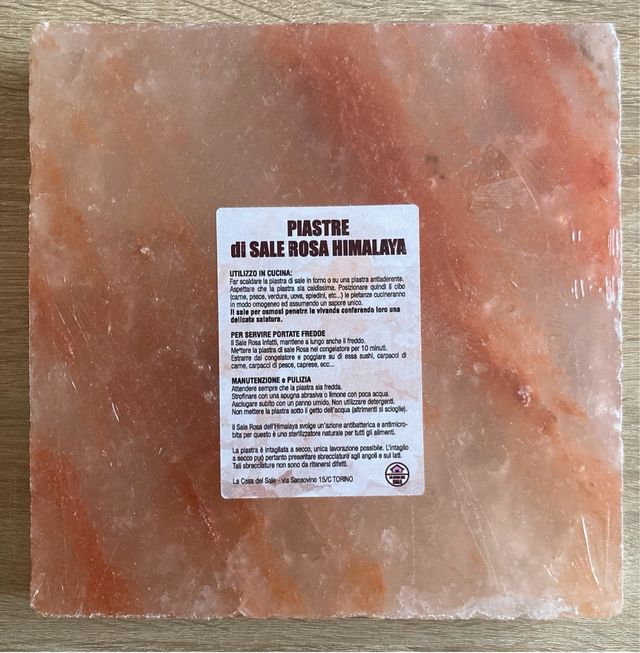 PIASTRE
di SALE ROSA HIMALAYA
UTILIZZO IN CUCINA:
Far scaldare la piastra di sale in forno o su una piastra antiaderente.
Aspettare che la piastra sia caldissima. Posizionare quindi il cibo
(carne, pesce, verdure, uova, spiedini, etc...) le pietanze cucineranno
in modo omogeneo ed assumendo un sapore unico.
Il sale per osmosi penetra le vivande conferendo loro una
delicata salatura.
PER SERVIRE PORTATE FREDDE
Il Sale Rosa infatti, mantiene a lungo anche il freddo.
Mettere la piastra di sale Rosa nel congelatore per 10 minuti.
Estrarre dal congelatore e poggiare su di essa sushi, carpacci di
carne, carpacci di pesce, caprese, ecc...
MANUTENZIONE e PULIZIA
Attendere sempre che la piastra sia fredda.
Strofinare con una spugna abrasiva o limone con poca acqua.
Asciugare subito con un panno umido. Non utilizzare detergenti.
Non mettere la piastra sotto il getto dell'acqua (altrimenti si scioglie).
Il Sale Rosa dell'Himalaya svolge un'azione antibatterica e antimicro-
bita per questo è uno sterilizzatore naturale per tutti gli alimenti.
La piastra è intagliata a secco, unica lavorazione possibile. L'intaglio
a secco può pertanto presentare sbrecciature agli angoli e sui lati.
Tali sbrecciature non sono da ritenersi difetti.
La Casa del Sale - via Sansovino 15/C TORINO
LA CASA DEL
SALE